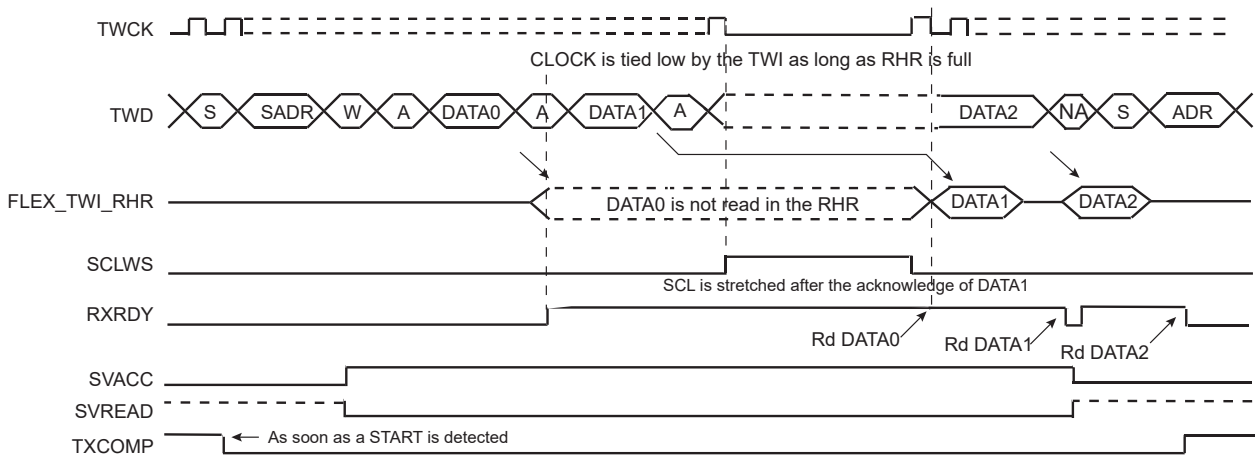 TWCK
CLOCK is tied low by the TWI as long as RHR is full
TWD S SADR W A DATA0 A DATA1 A DATA2 NA S ADR
FLEX_TWI_RHR DATA0 is not read in the RHR DATA1 DATA2
SCLWS
SCL is stretched after the acknowledge of DATA1
RXRDY
Rd DATA0 Rd DATA1 Rd DATA2
SVACC
SVREAD
TXCOMP As soon as a START is detected